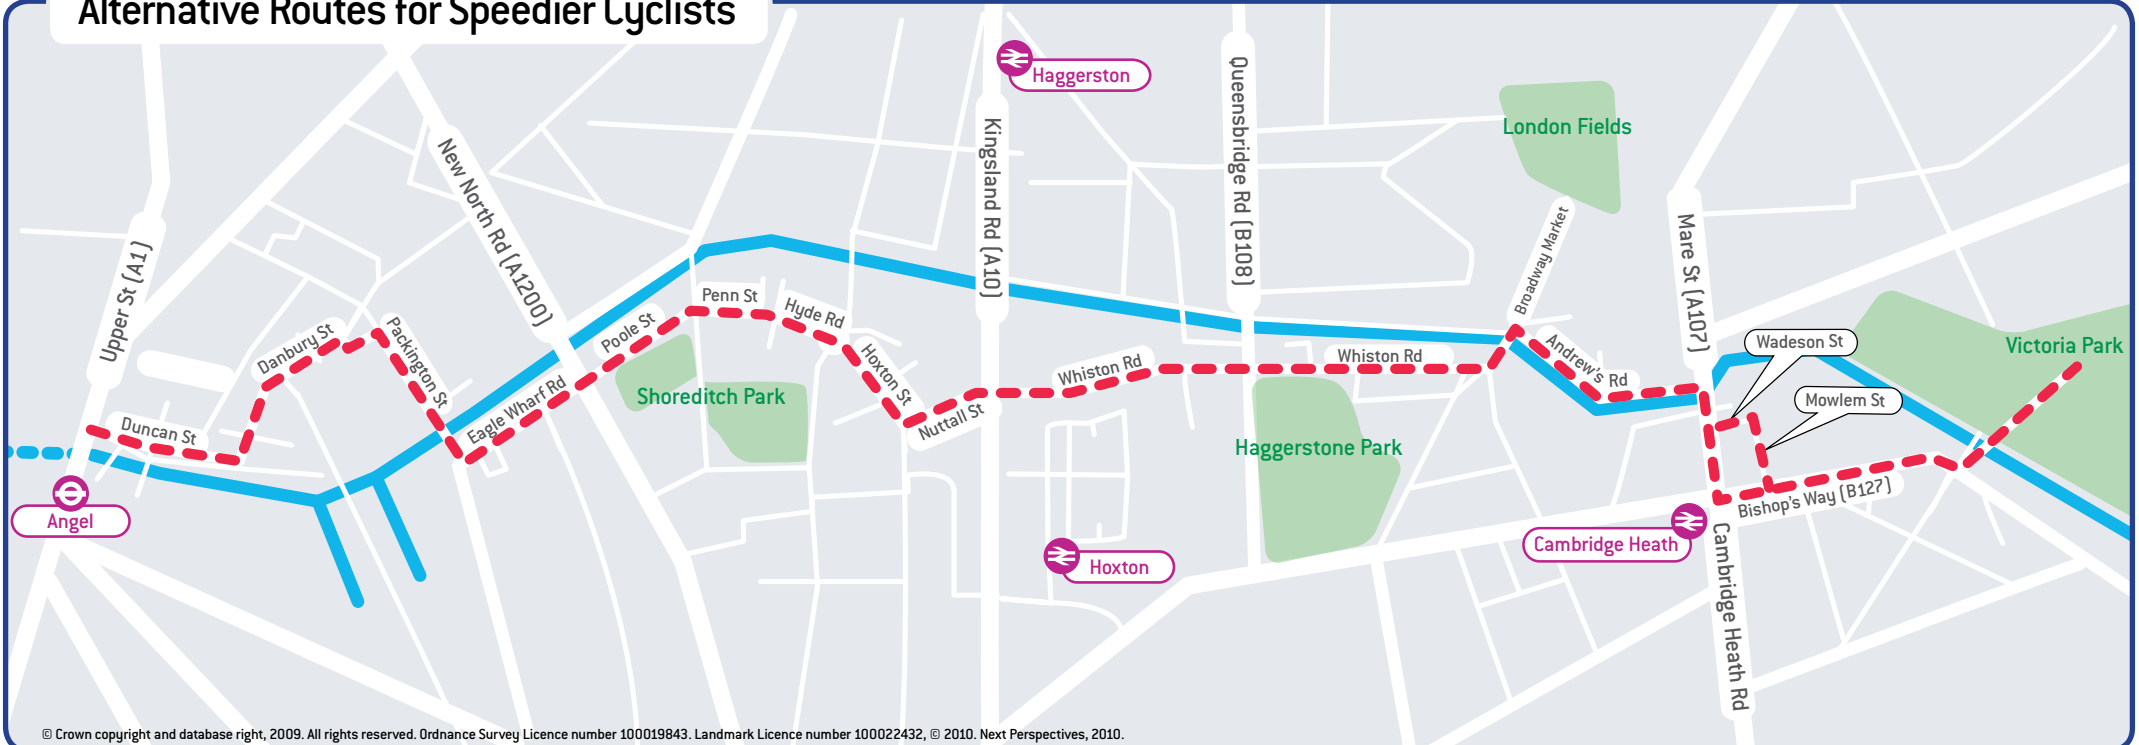 Alternative Routes for Speedier Cyclists
Haggerston
London Fields
Upper St (A1)
New North Rd (A1200)
Kingsland Rd (A10)
Queensbridge Rd (B108)
Broadway Market
Mare St (A107)
Danbury St
Packington St
Poole St
Penn St
Hyde Rd
Hoxton St
Whiston Rd
Whiston Rd
Andrew's Rd
Wadeson St
Victoria Park
Mowlem St
Shoreditch Park
Duncan St
Eagle Wharf Rd
Nuttall St
Haggerstone Park
Bishop's Way (B127)
Angel
Hoxton
Cambridge Heath
Cambridge Heath Rd
© Crown copyright and database right, 2009. All rights reserved. Ordnance Survey Licence number 100019843. Landmark Licence number 100022432, © 2010. Next Perspectives, 2010.